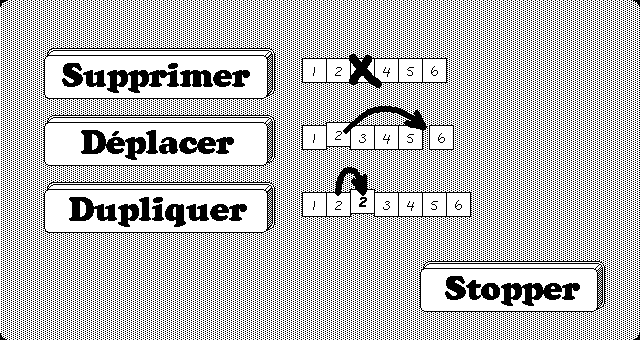 Supprimer
1 2 4 5 6
Déplacer
1 2 3 4 5 6
Dupliquer
1 2 2 3 4 5 6
Stopper